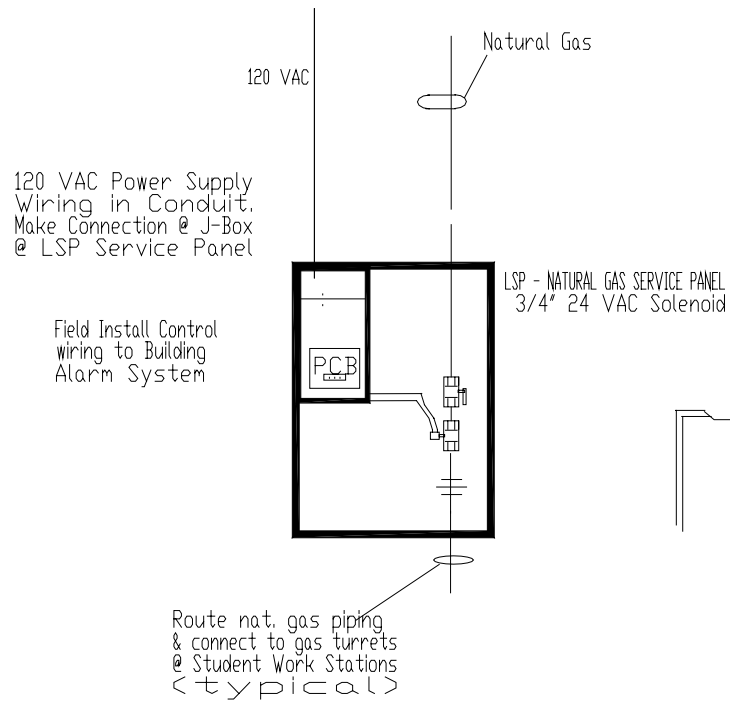 Natural Gas
120 VAC
120 VAC Power Supply
Wiring in Conduit.
Make Connection @ J-Box
@ LSP Service Panel
LSP - NATURAL GAS SERVICE PANEL
3/4" 24 VAC Solenoid
Field Install Control
wiring to Building
Alarm System
PCB
Route nat. gas piping
& connect to gas turrets
@ Student Work Stations
<typical>